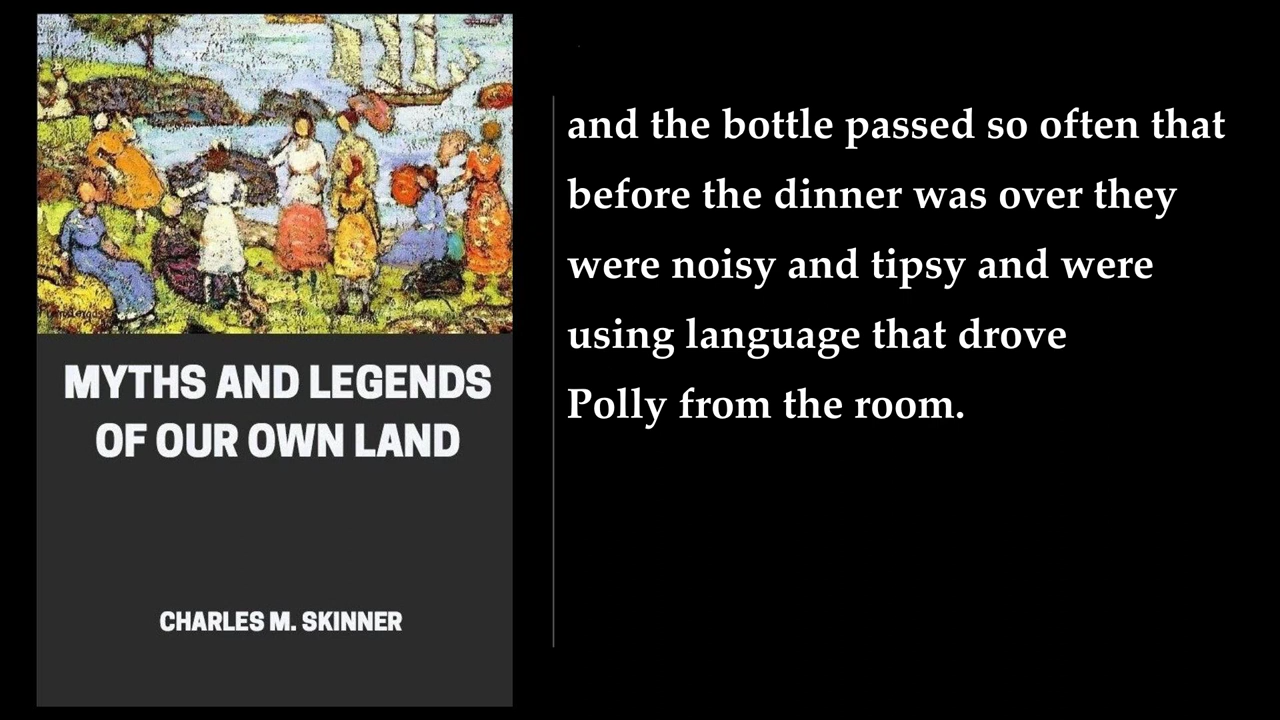 MYTHS AND LEGENDS
OF OUR OWN LAND
CHARLES M. SKINNER
and the bottle passed so often that
before the dinner was over they
were noisy and tipsy and were
using language that drove
Polly from the room.